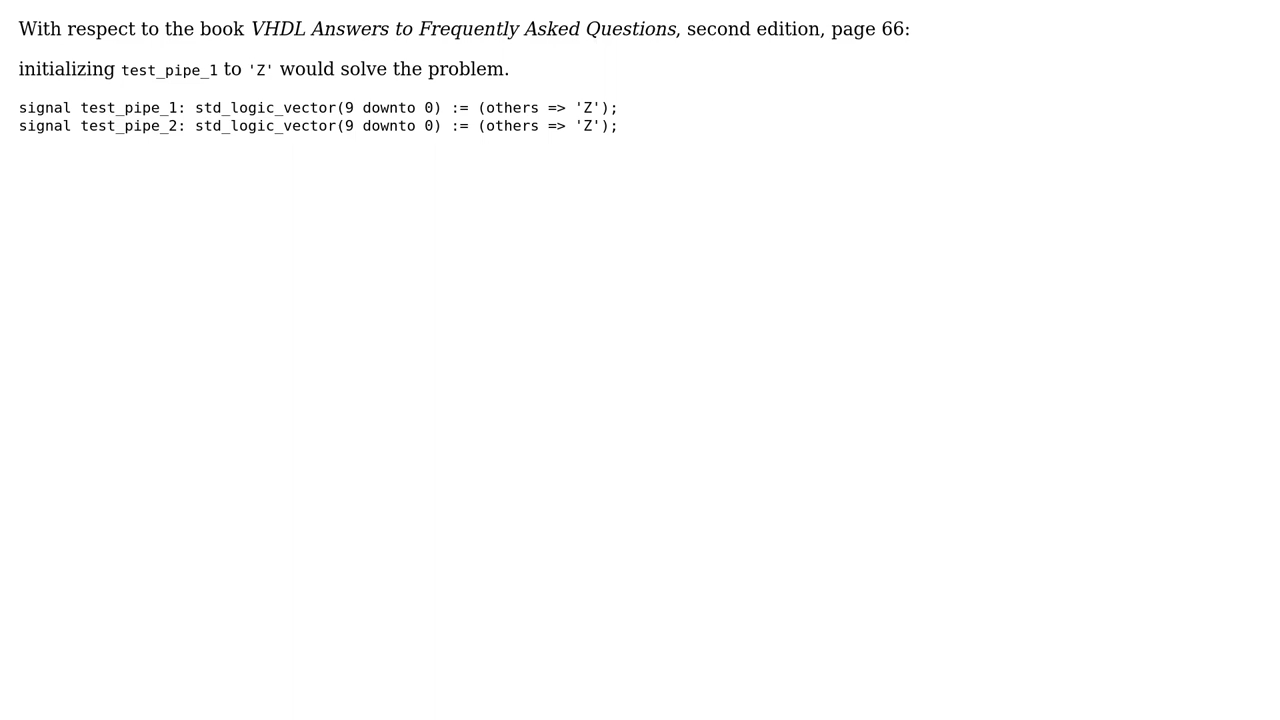 With respect to the book VHDL Answers to Frequently Asked Questions, second edition, page 66:
initializing test_pipe_1 to 'Z' would solve the problem.
signal test_pipe_1: std_logic_vector(9 downto 0) := (others => 'Z');
signal test_pipe_2: std_logic_vector(9 downto 0) := (others => 'Z');